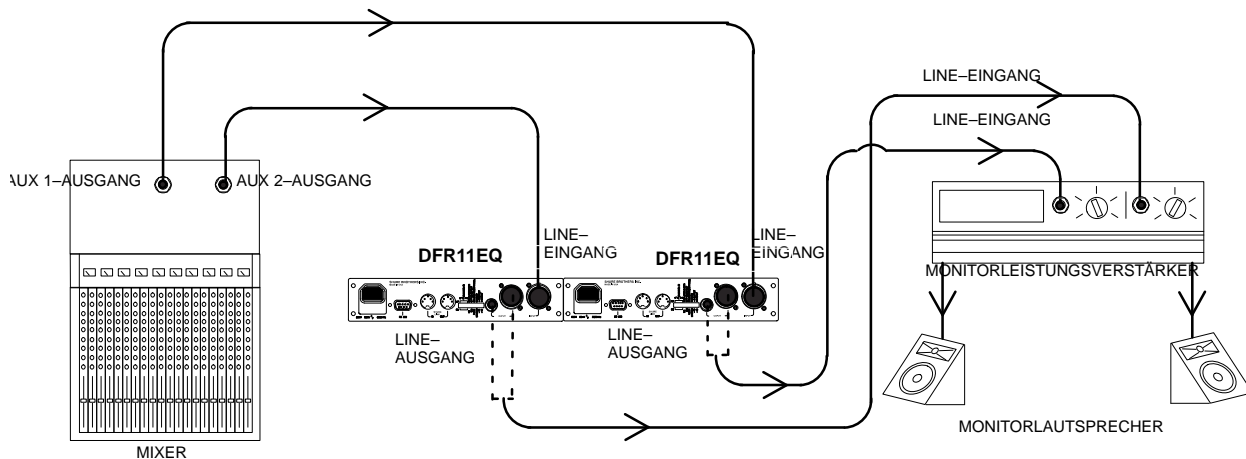 LINE–EINGANG
LINE–EINGANG
AUX 1–AUSGANG
AUX 2–AUSGANG
LINE–
EINGANG
LINE–
EINGANG
DFR11EQ
DFR11EQ
MONITORLEISTUNGSVERSTÄRKER
LINE–
AUSGANG
LINE–
AUSGANG
MONITORLAUTSPRECHER
MIXER